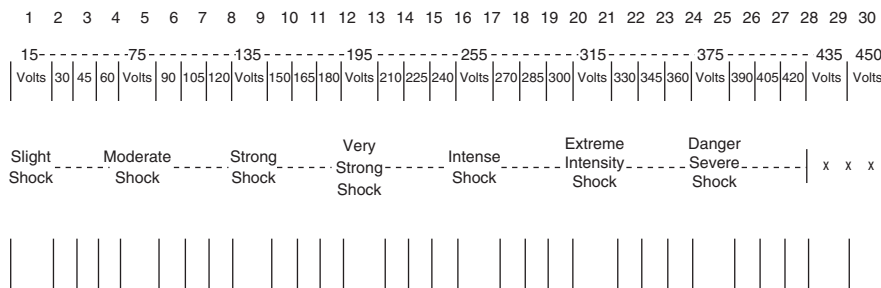 1 2 3 4 5 6 7 8 9 10 11 12 13 14 15 16 17 18 19 20 21 22 23 24 25 26 27 28 29 30
15------------75------------135------------195------------255------------315------------375------------435 450
Volts 30 45 60 Volts 90 105 120 Volts 150 165 180 Volts 210 225 240 Volts 270 285 300 Volts 330 345 360 Volts 390 405 420 Volts Volts
Very Extreme Danger
Slight Moderate Strong Strong Intense Intensity Severe x x x
Shock Shock Shock Shock Shock Shock Shock